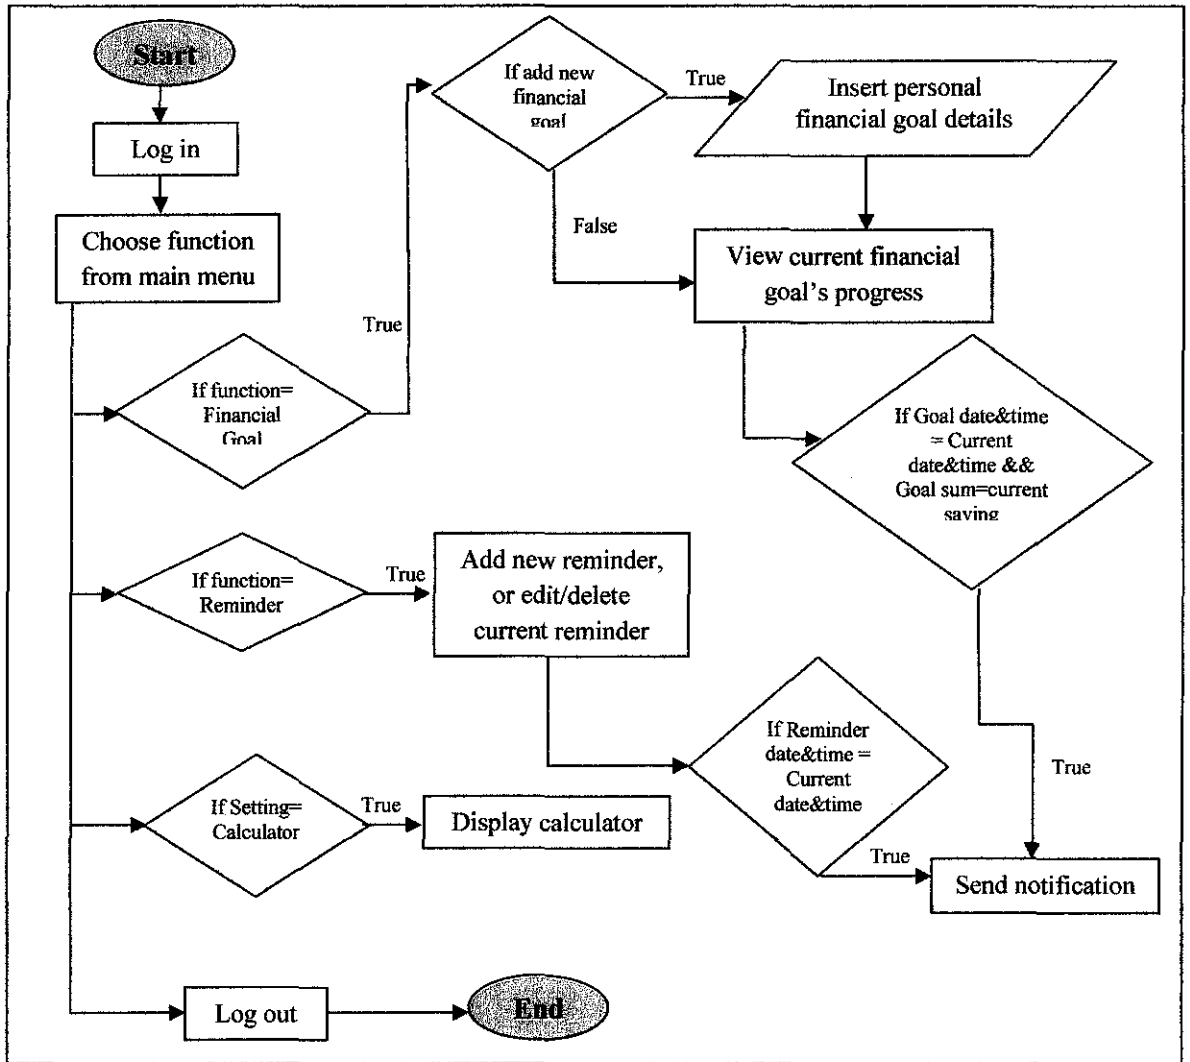 Start
Log in
Choose function
from main menu
If function=
Financial
Goal
True
If add new
financial
goal
True
Insert personal
financial goal details
False
View current financial
goal's progress
If Goal date&time
= Current
date&time &&
Goal sum=current
saving
True
If function=
Reminder
True
Add new reminder,
or edit/delete
current reminder
If Reminder
date&time =
Current
date&time
True
Send notification
If Setting=
Calculator
True
Display calculator
Log out
End